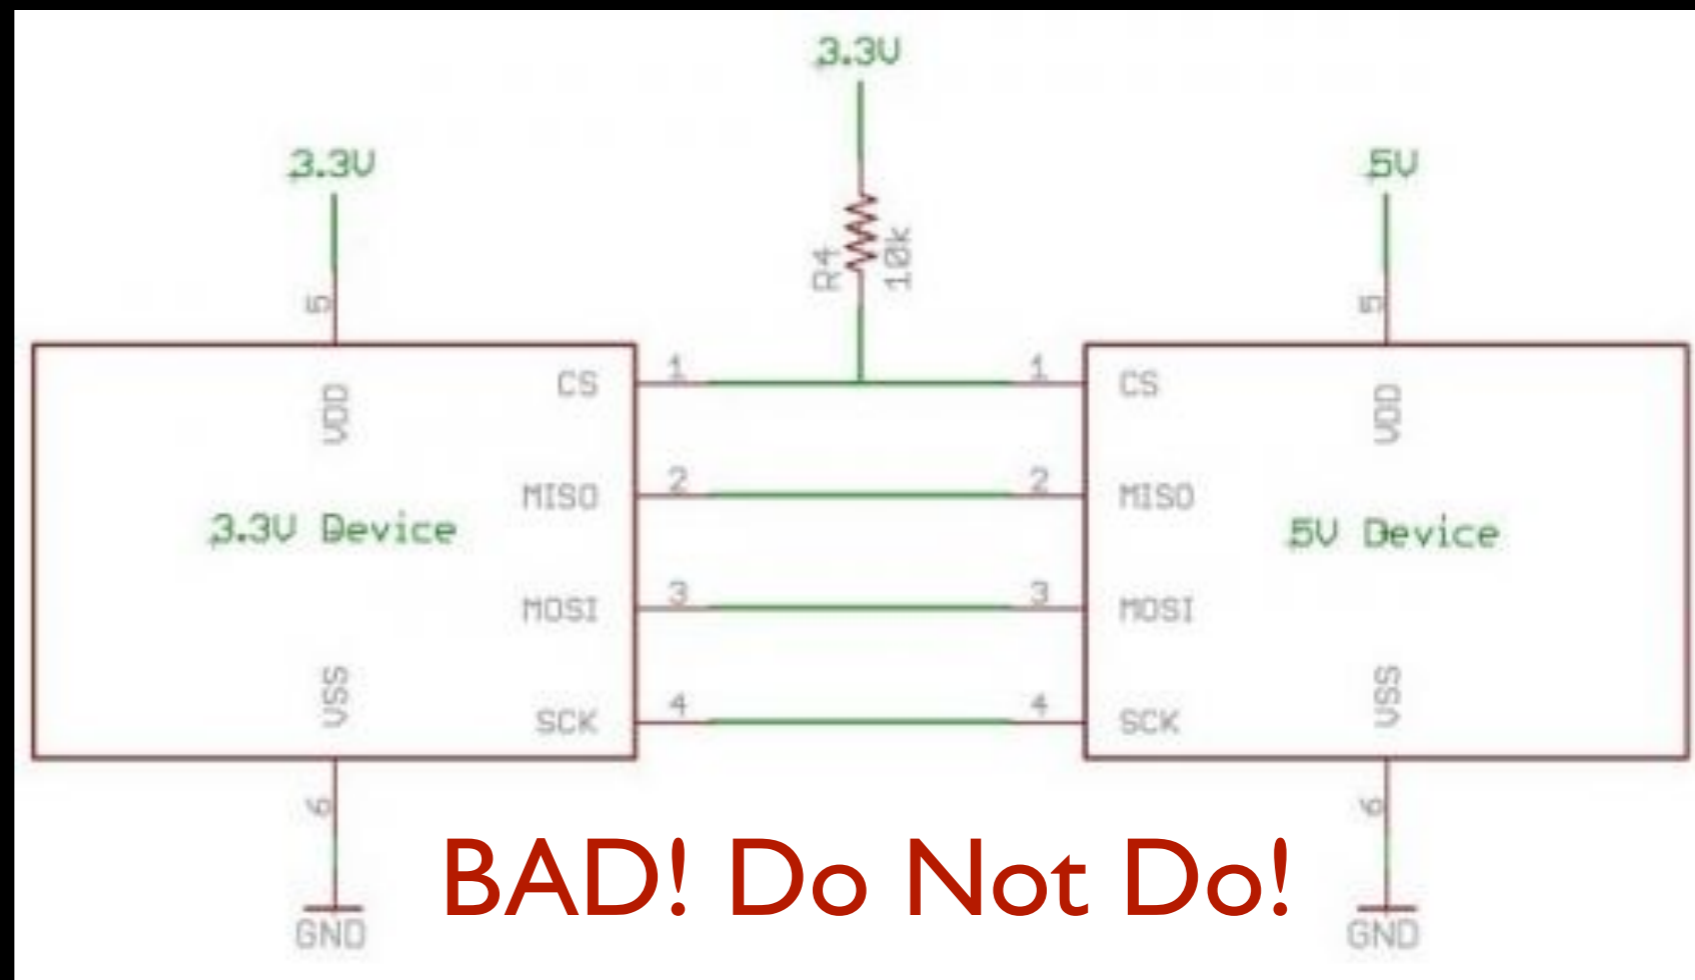 3.3V
3.3V
5V
R4
10k
5
5
CS
1
1
CS
VDD
VDD
MISO
2
2
MISO
3.3V Device
5V Device
MOSI
3
3
MOSI
VSS
VSS
SCK
4
4
SCK
6
6
BAD! Do Not Do!
GND
GND